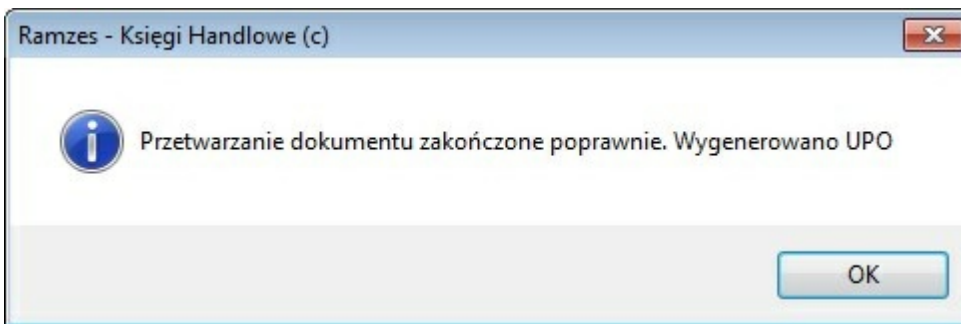 Ramzes - Księgi Handlowe (c)
Przetwarzanie dokumentu zakończone poprawnie. Wygenerowano UPO
OK